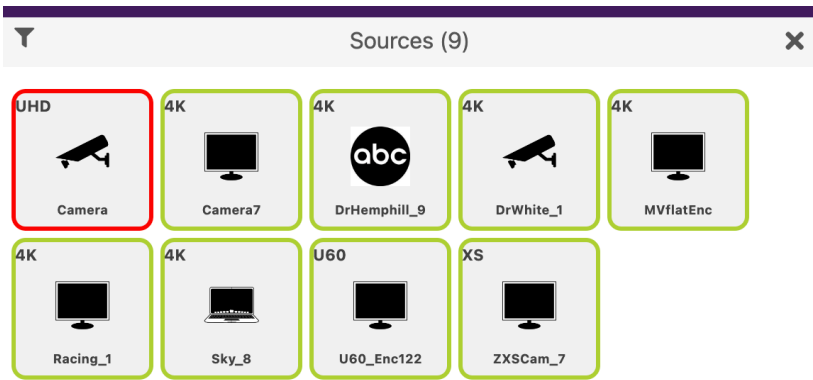 Sources (9)
UHD
4K
4K
4K
4K
abc
Camera
Camera7
DrHemphill_9
DrWhite_1
MVflatEnc
4K
4K
U60
XS
Racing_1
Sky_8
U60_Enc122
ZXSCam_7